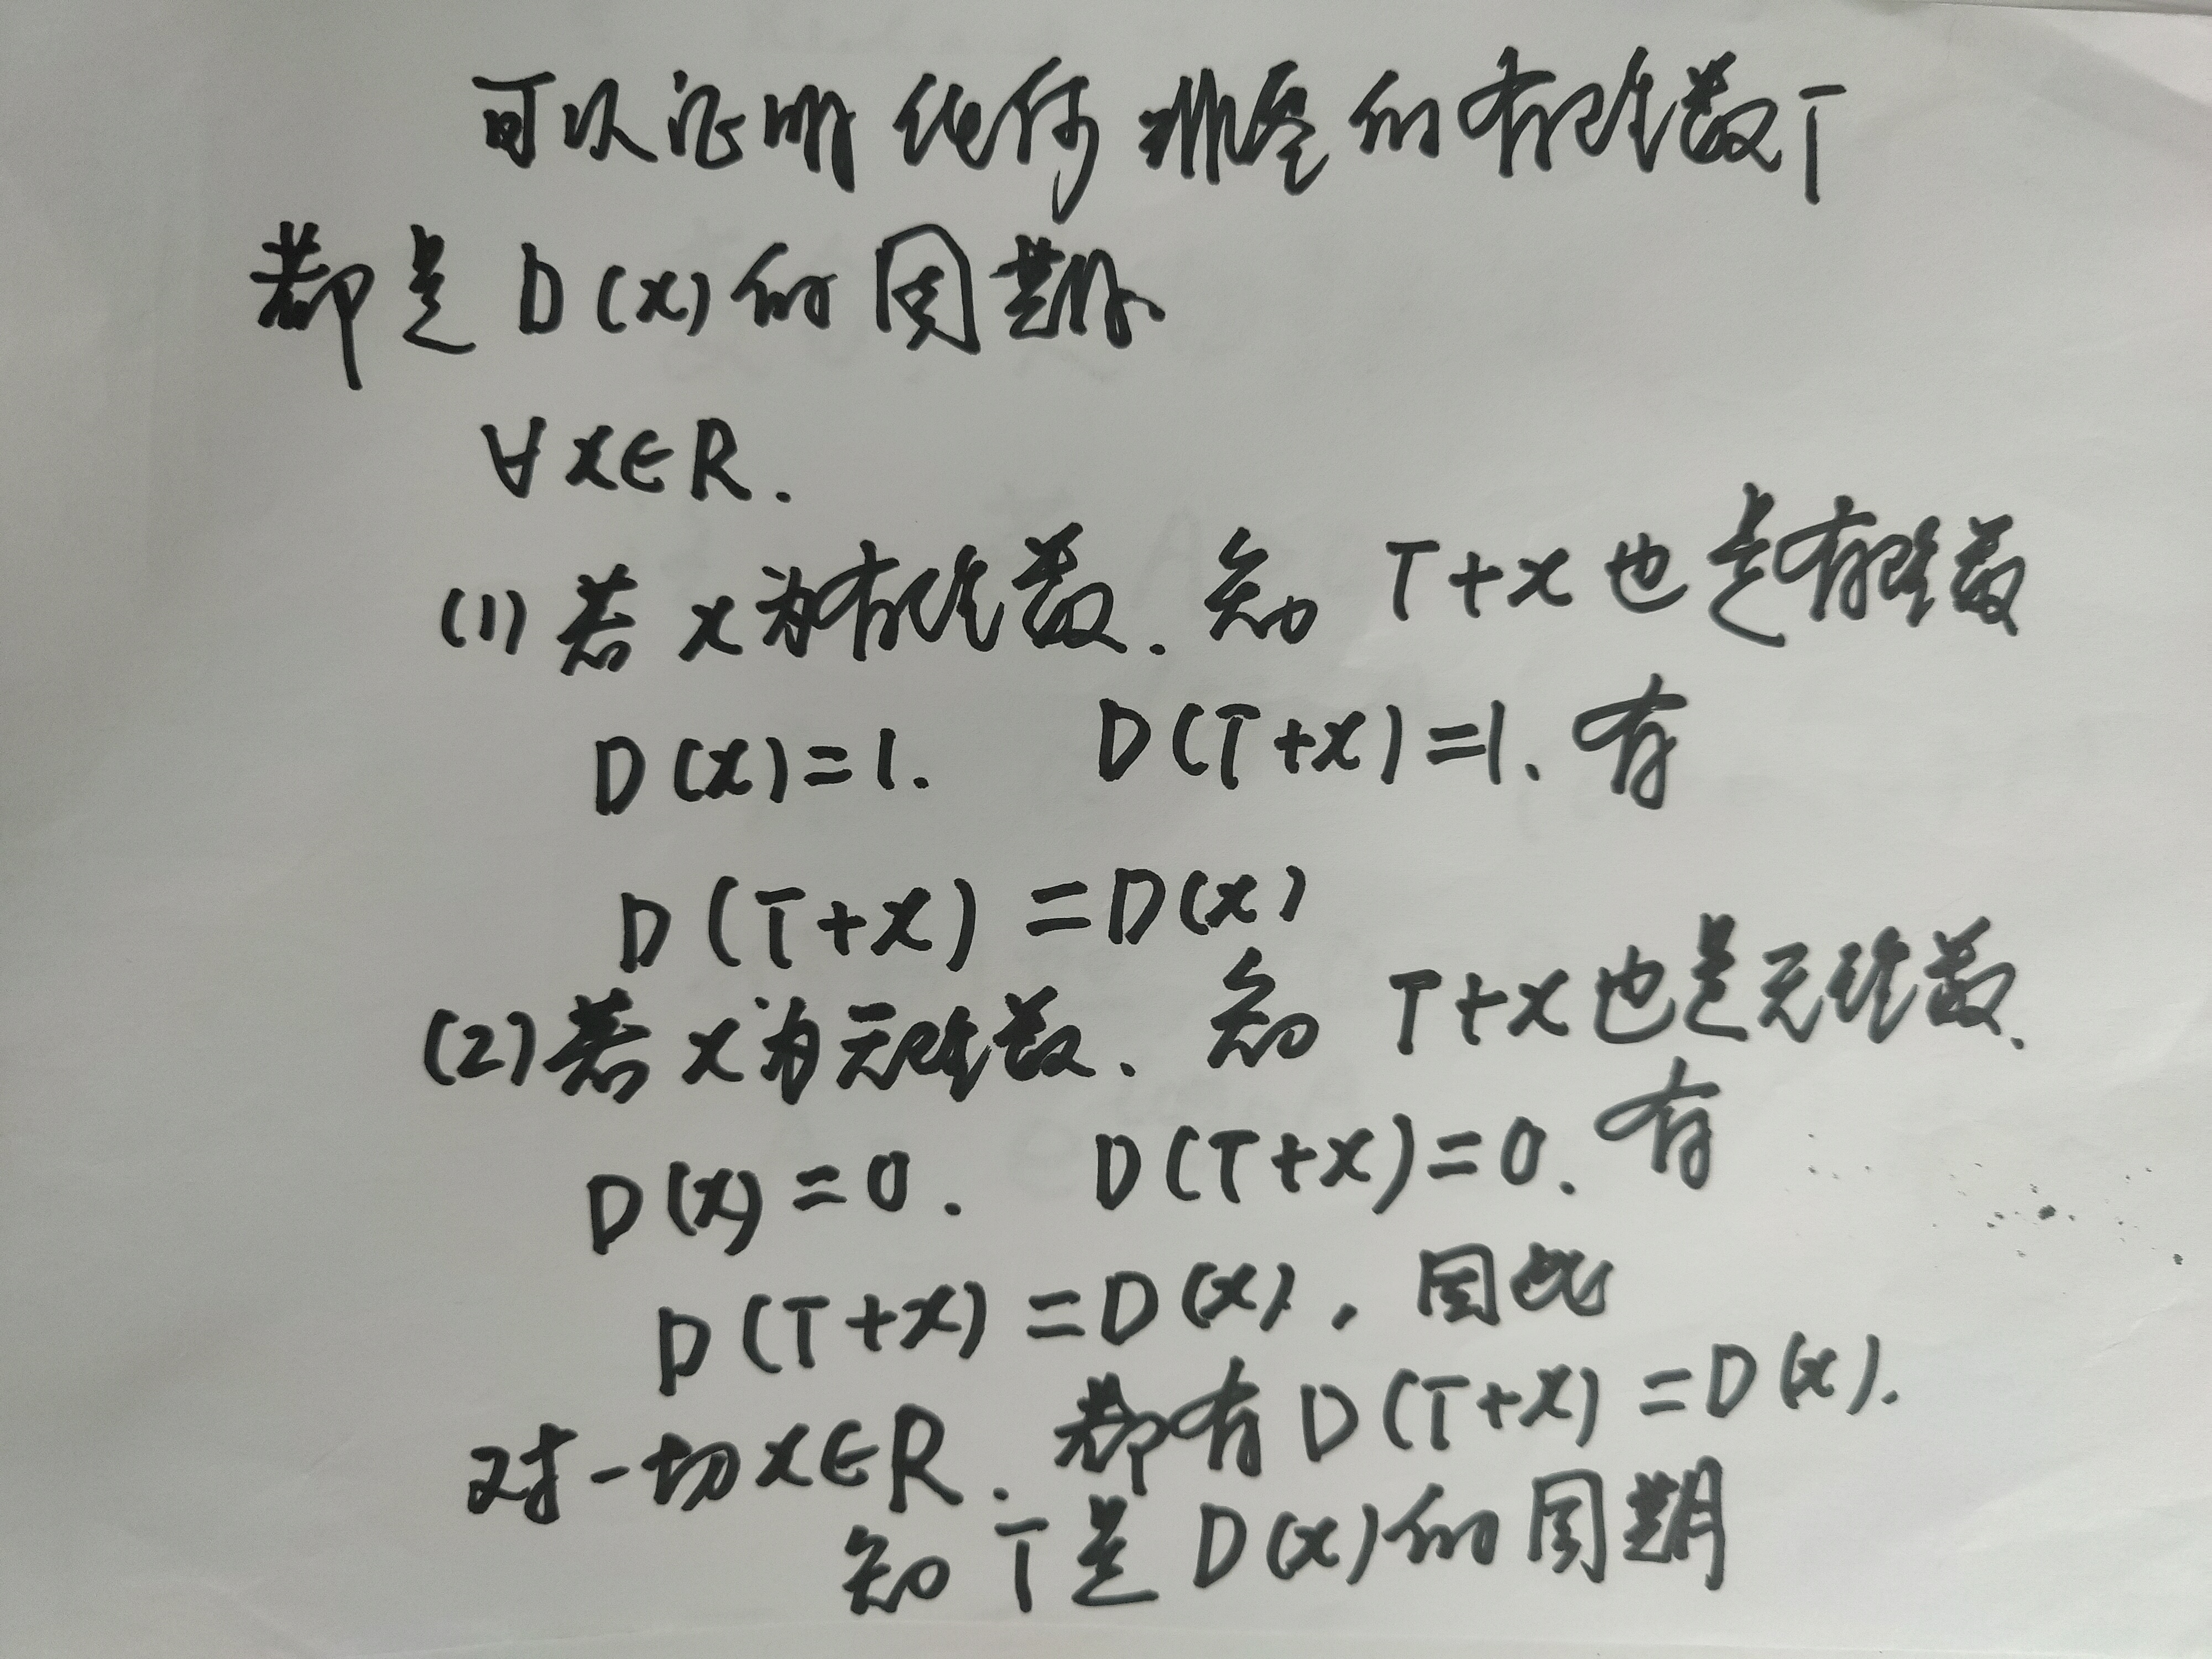 可以证明任何非零的有理数T
都是D(x)的周期
∀x∈R.
(1)若x为有理数.知 T+x也是有理数
D(x)=1. D(T+x)=1.有
D(T+x)=D(x)
(2)若x为无理数.知 T+x也是无理数.
D(x)=0. D(T+x)=0.有
D(T+x)=D(x),因此
对一切x∈R.都有D(T+x)=D(x).
知T是D(x)的周期